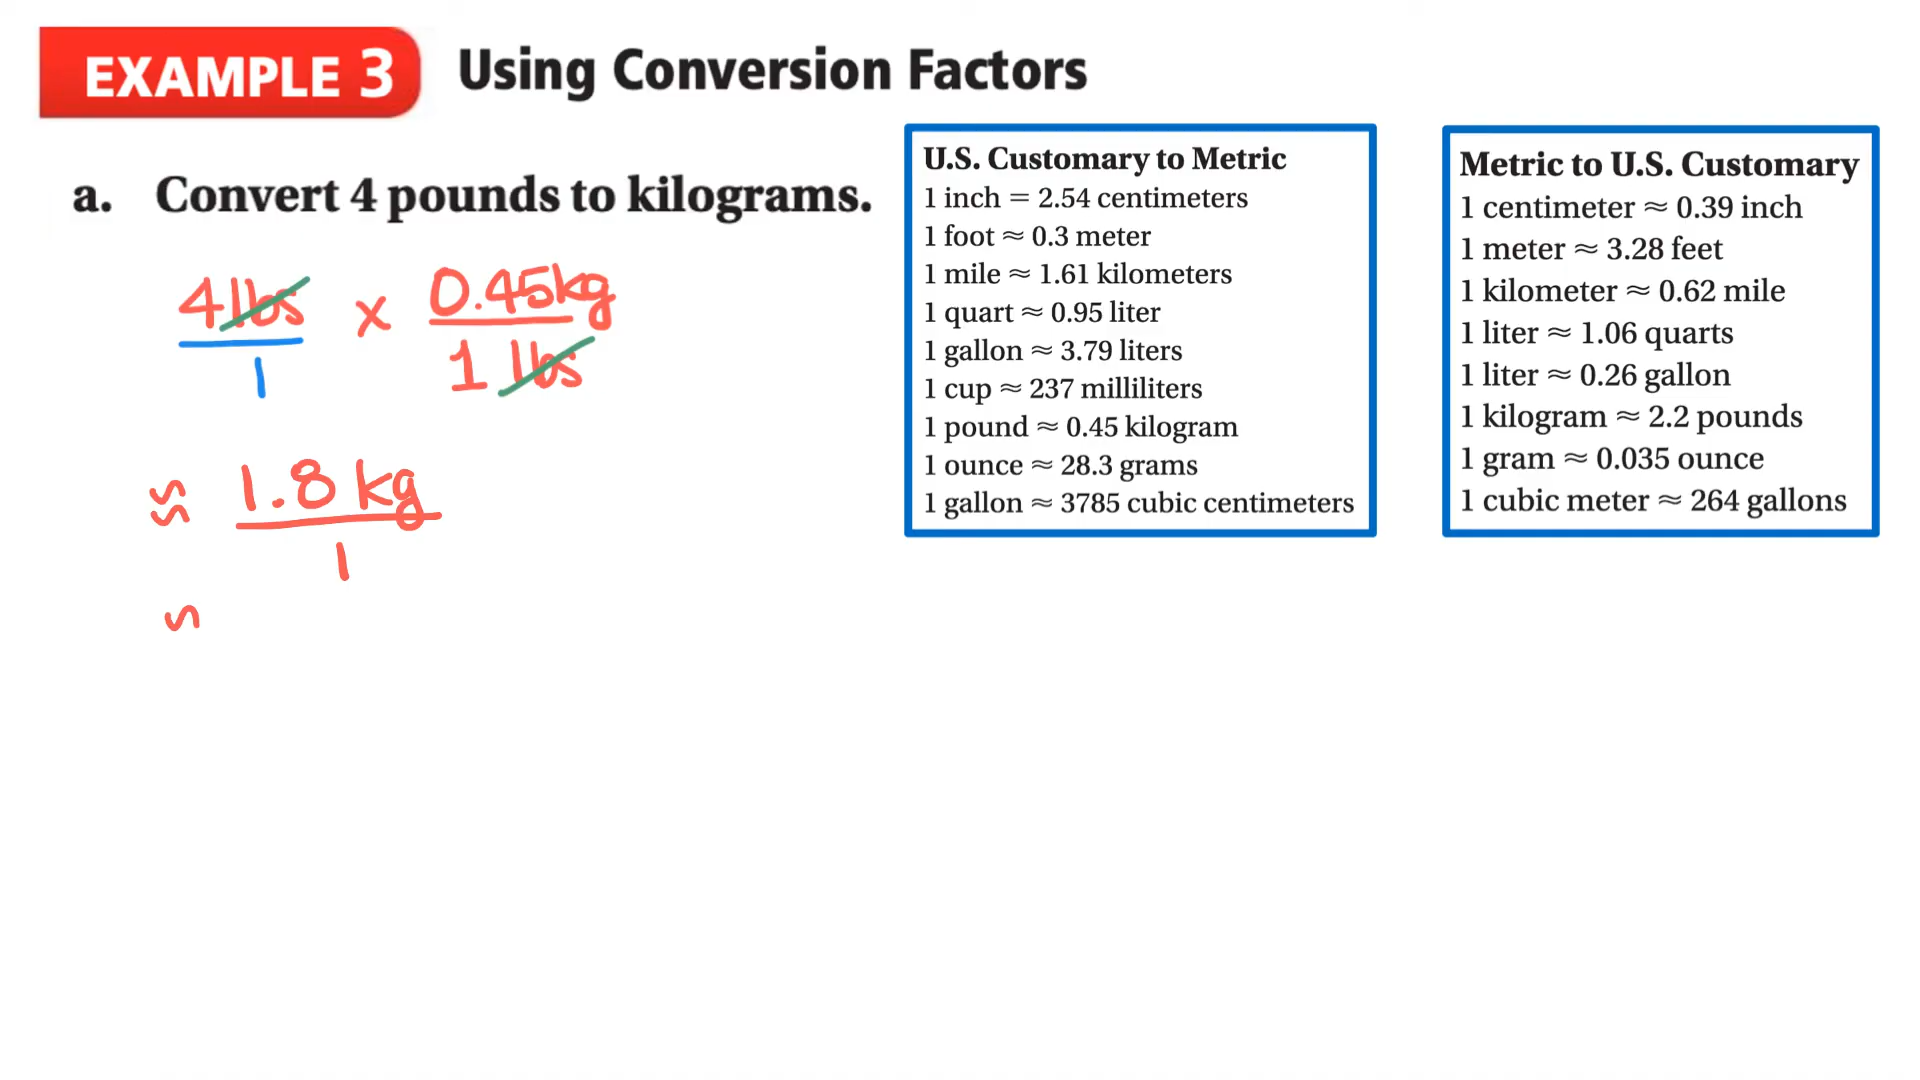 EXAMPLE 3 Using Conversion Factors
a. Convert 4 pounds to kilograms.
4 lbs × 0.45 kg
1 1 lbs
≈ 1.8 kg
1
~
U.S. Customary to Metric
1 inch = 2.54 centimeters
1 foot ≈ 0.3 meter
1 mile ≈ 1.61 kilometers
1 quart ≈ 0.95 liter
1 gallon ≈ 3.79 liters
1 cup ≈ 237 milliliters
1 pound ≈ 0.45 kilogram
1 ounce ≈ 28.3 grams
1 gallon ≈ 3785 cubic centimeters
Metric to U.S. Customary
1 centimeter ≈ 0.39 inch
1 meter ≈ 3.28 feet
1 kilometer ≈ 0.62 mile
1 liter ≈ 1.06 quarts
1 liter ≈ 0.26 gallon
1 kilogram ≈ 2.2 pounds
1 gram ≈ 0.035 ounce
1 cubic meter ≈ 264 gallons